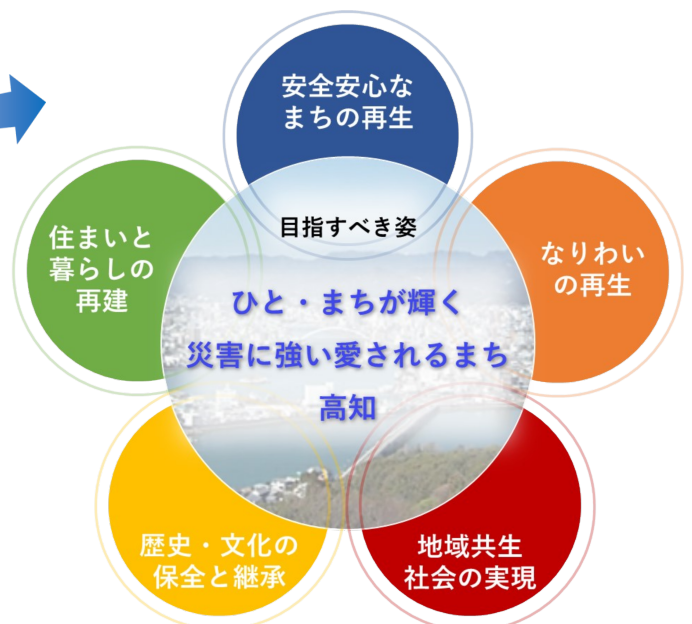 安全安心な
まちの再生
住まいと
暮らしの
再建
目指すべき姿
ひと・まちが輝く
災害に強い愛されるまち
高知
なりわい
の再生
歴史・文化の
保全と継承
地域共生
社会の実現